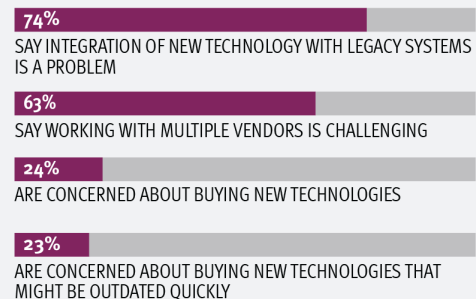 74%
SAY INTEGRATION OF NEW TECHNOLOGY WITH LEGACY SYSTEMS
IS A PROBLEM
63%
SAY WORKING WITH MULTIPLE VENDORS IS CHALLENGING
24%
ARE CONCERNED ABOUT BUYING NEW TECHNOLOGIES
23%
ARE CONCERNED ABOUT BUYING NEW TECHNOLOGIES THAT
MIGHT BE OUTDATED QUICKLY